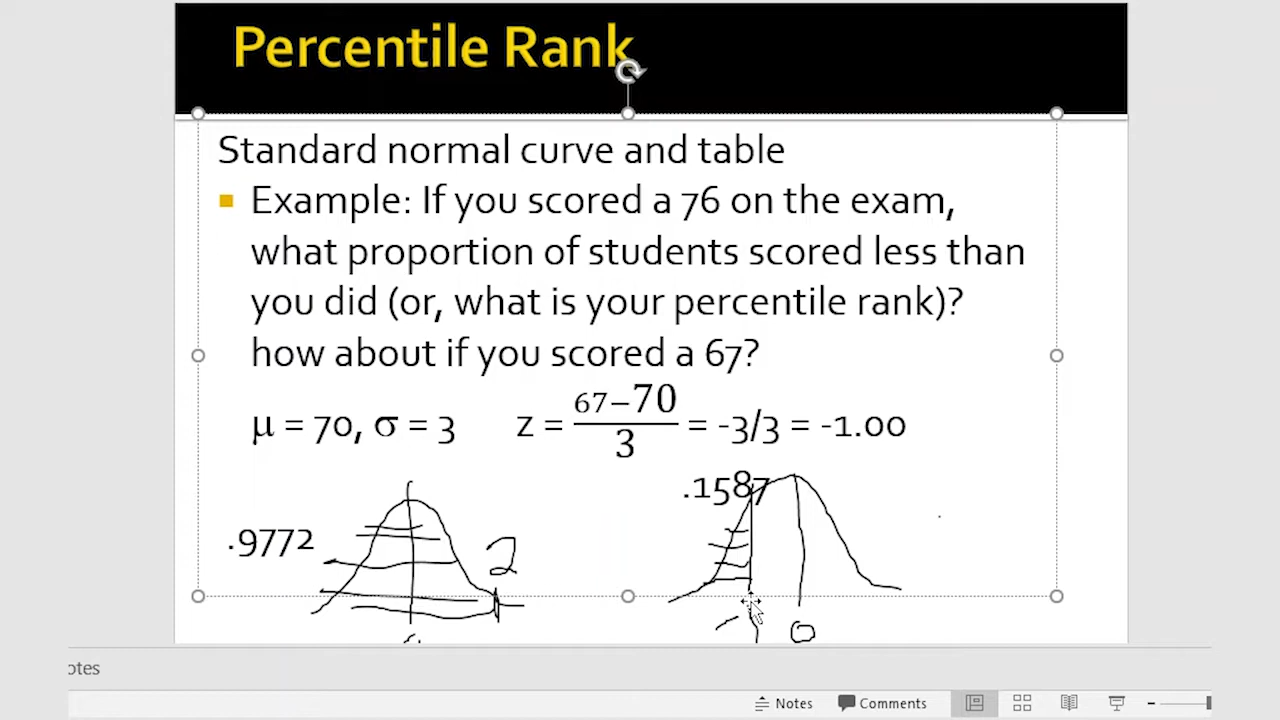 Percentile Rank
Standard normal curve and table
Example: If you scored a 76 on the exam,
what proportion of students scored less than
you did (or, what is your percentile rank)?
how about if you scored a 67?
μ = 70, σ = 3 z = 67−70/3 = -3/3 = -1.00
.1587
.9772
2
0
otes
Notes
Comments